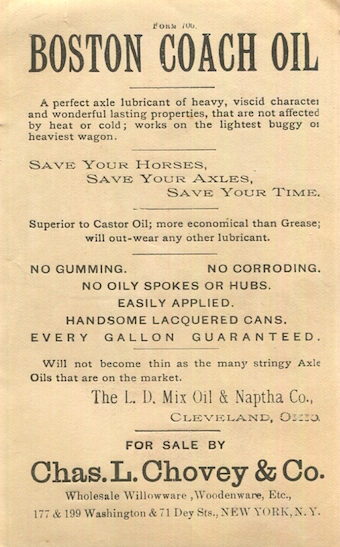 Form 700.
BOSTON COACH OIL
A perfect axle lubricant of heavy, viscid character
and wonderful lasting properties, that are not affected
by heat or cold; works on the lightest buggy or
heaviest wagon.
SAVE YOUR HORSES,
SAVE YOUR AXLES,
SAVE YOUR TIME.
Superior to Castor Oil; more economical than Grease;
will out-wear any other lubricant.
NO GUMMING. NO CORRODING.
NO OILY SPOKES OR HUBS.
EASILY APPLIED.
HANDSOME LACQUERED CANS.
EVERY GALLON GUARANTEED.
Will not become thin as the many stringy Axle
Oils that are on the market.
The L. D. Mix Oil & Naptha Co.,
CLEVELAND, OHIO.
FOR SALE BY
Chas. L. Chovey & Co.
Wholesale Willowware, Woodenware, Etc.,
177 & 199 Washington & 71 Dey Sts., NEW YORK, N. Y.